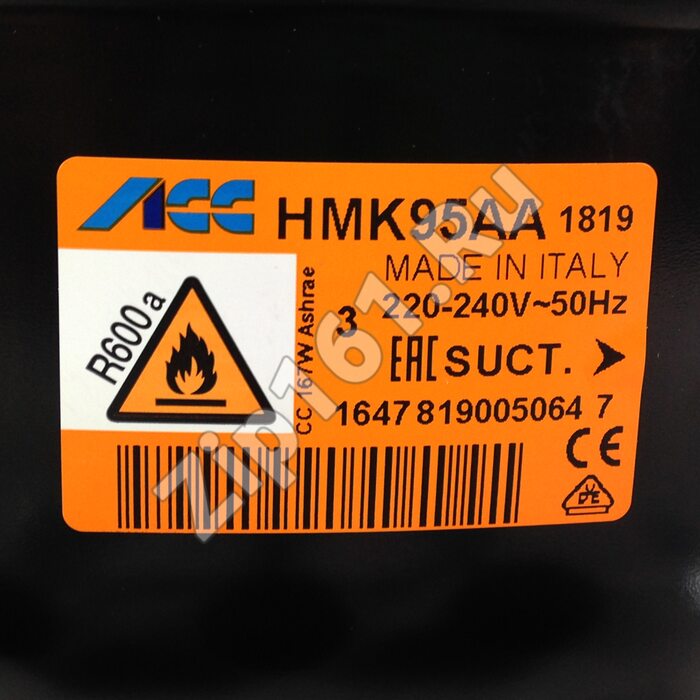 ACC HMK95AA 1819
MADE IN ITALY
3 220-240V~50Hz
R600a
CC 167W Ashrae
EAC SUCT. ➤
1647 819005064 7
CE
VDE
Zip161.Ru